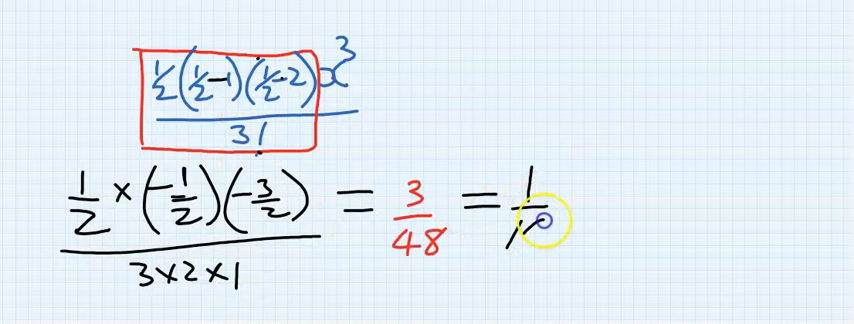 ½(½-1)(½-2)x³
3!
1/2 × (-1/2)(-3/2) = 3/48 = 1/
3×2×1